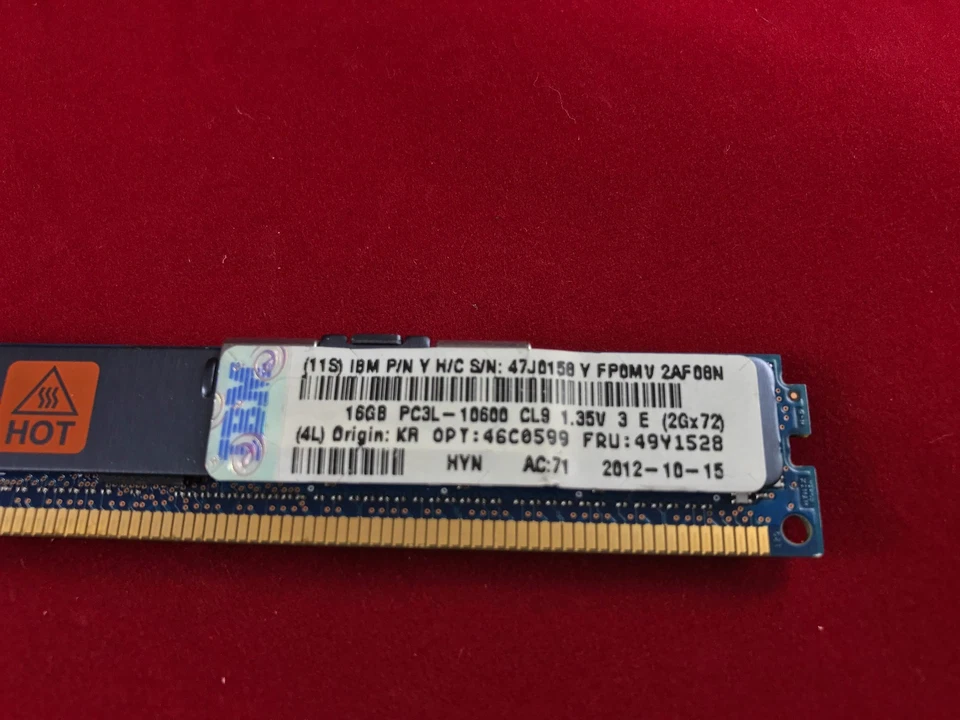 HOT
IBM
(11S) IBM P/N Y H/C S/N: 47J0158 Y FP0MV 2AF08N
16GB PC3L-10600 CL9 1.35V 3 E (2Gx72)
(4L) Origin: KR OPT:46C0599 FRU:49Y1528
HYN AC:71 2012-10-15